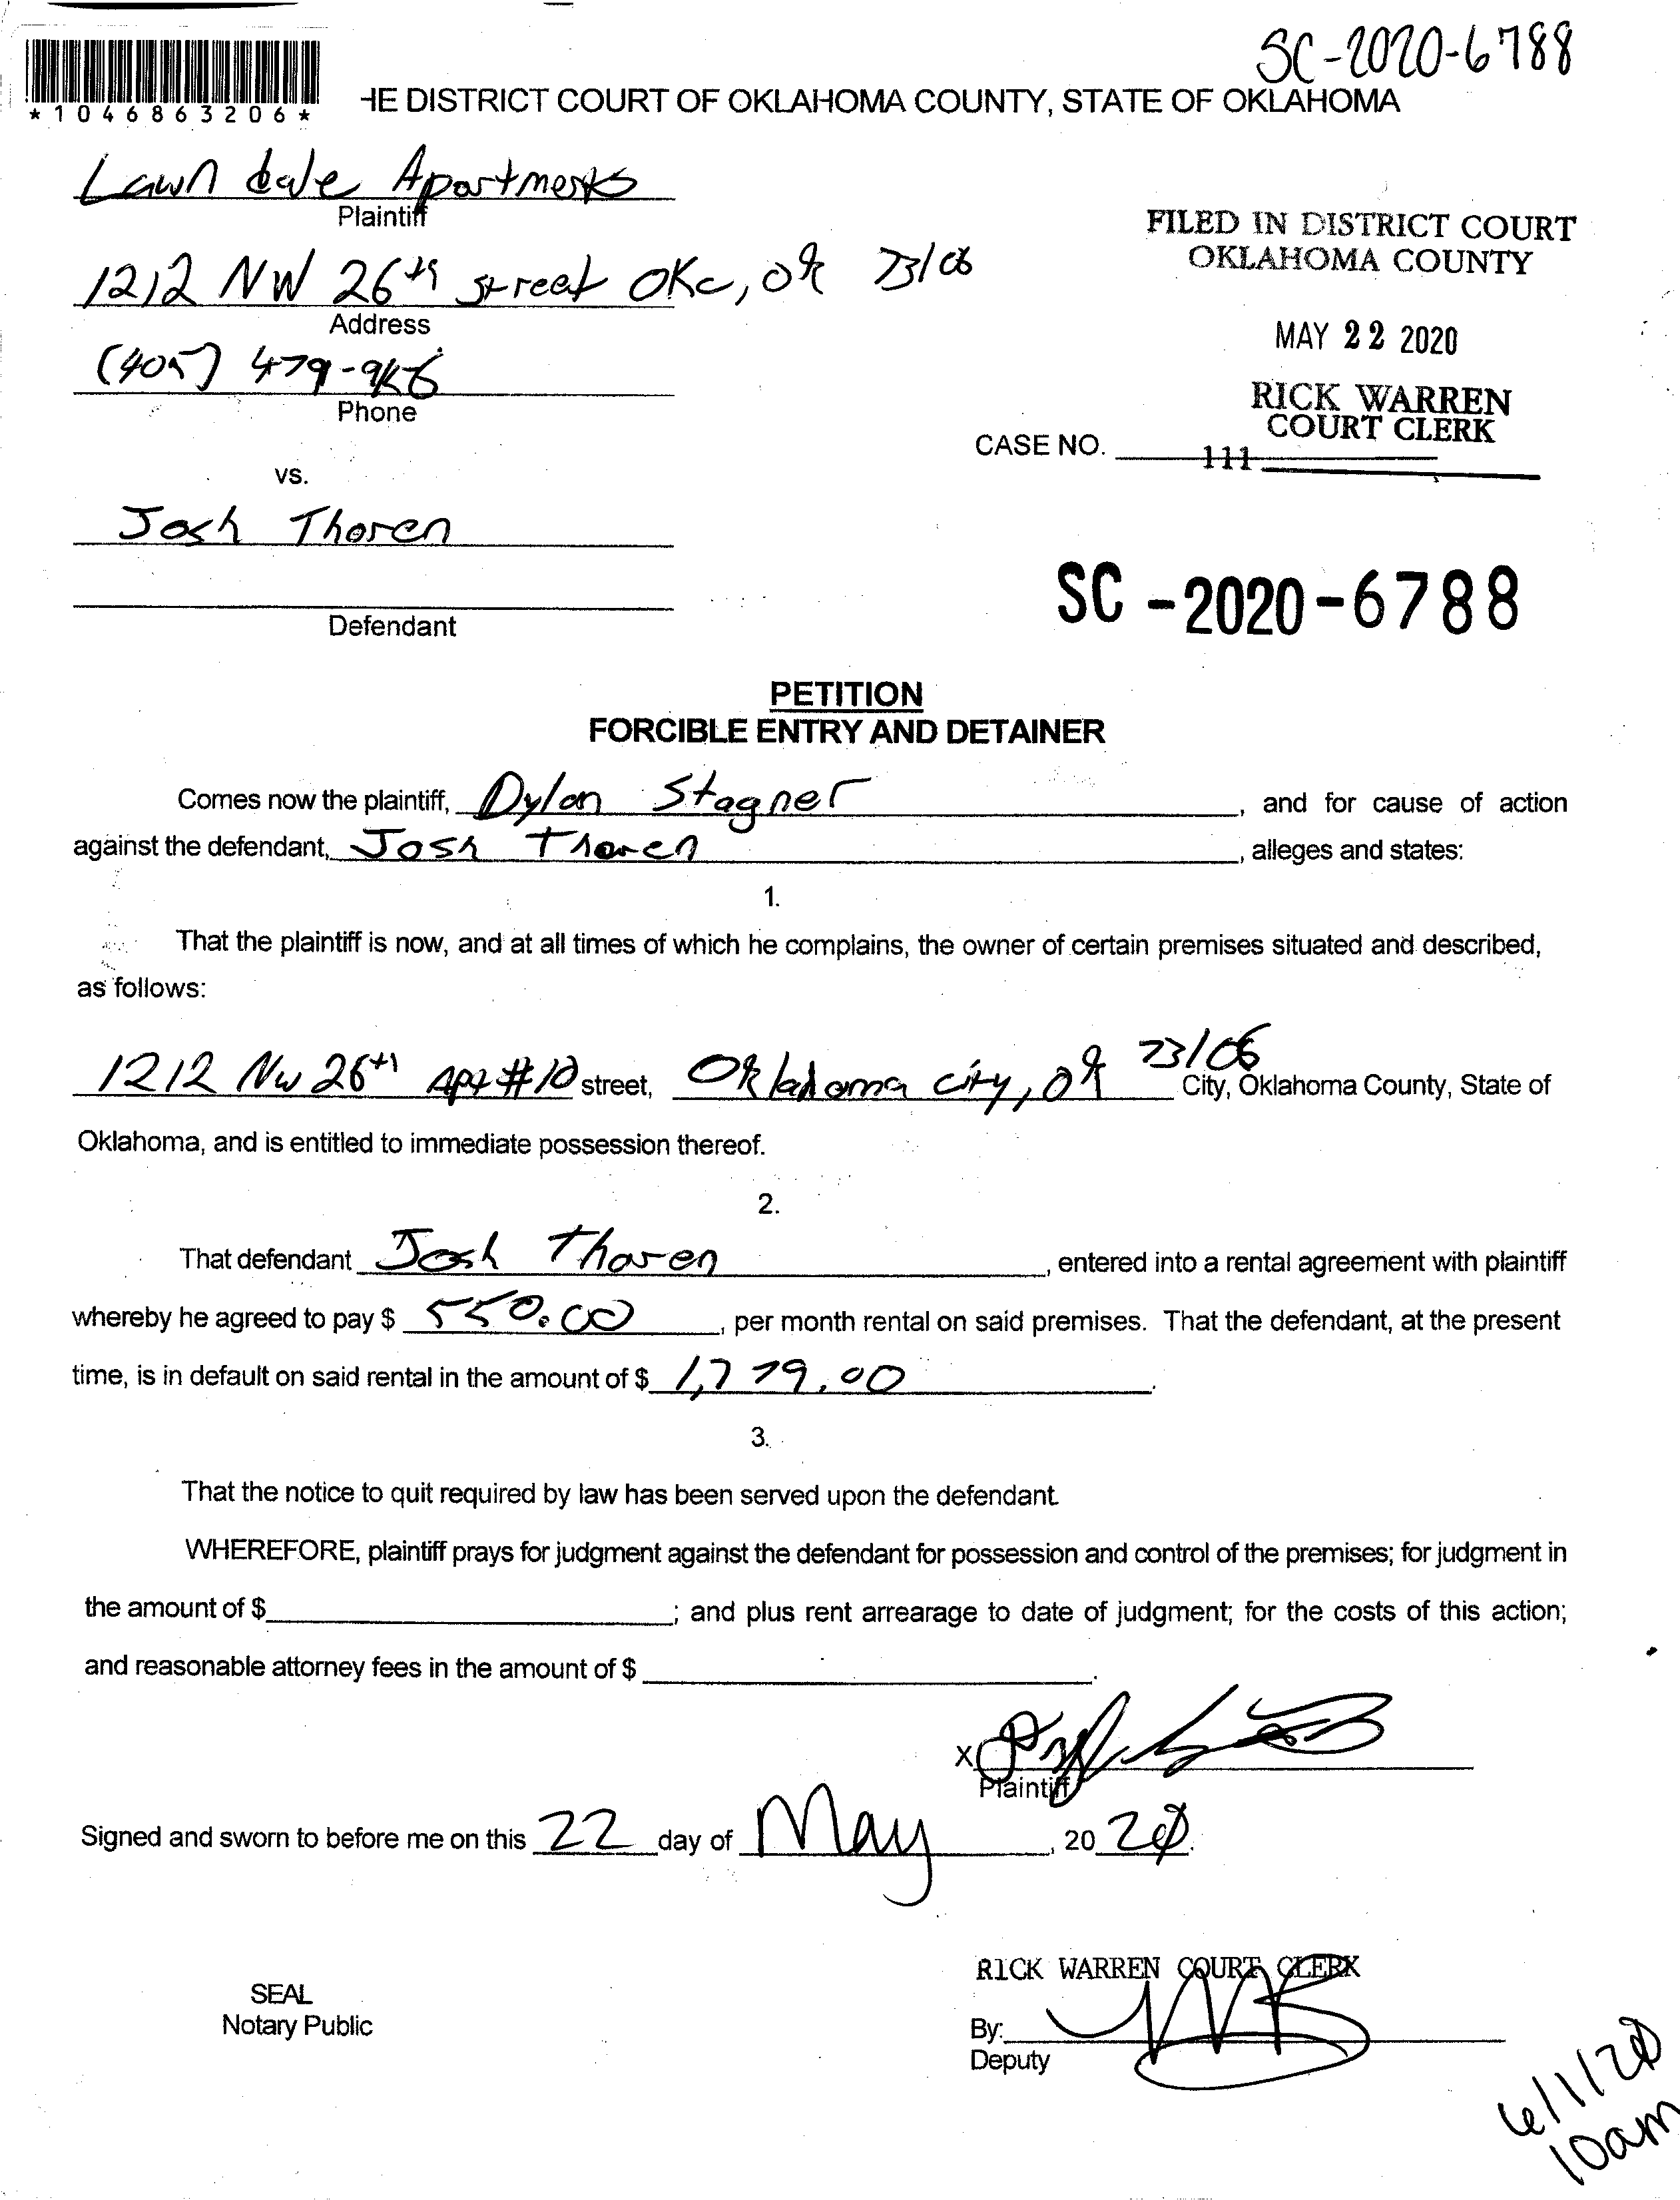 SC-2020-6788
*1046863206*
HE DISTRICT COURT OF OKLAHOMA COUNTY, STATE OF OKLAHOMA
Lawn dale Apartments
Plaintiff
FILED IN DISTRICT COURT
OKLAHOMA COUNTY
1212 NW 26th street OKC, OK 73106
Address
MAY 22 2020
(405)
Phone
RICK WARREN
COURT CLERK
CASE NO.
111
vs.
Josh Thoren
Defendant
SC-2020-6788
PETITION
FORCIBLE ENTRY AND DETAINER
Comes now the plaintiff, Dylan Stagner, and for cause of action
against the defendant, Josh Thoren, alleges and states:
1.
That the plaintiff is now, and at all times of which he complains, the owner of certain premises situated and described,
as follows:
1212 Nw 26th Apt #10 street, Oklahoma city, OK 73106 City, Oklahoma County, State of
Oklahoma, and is entitled to immediate possession thereof.
2.
That defendant Josh Thoren, entered into a rental agreement with plaintiff
whereby he agreed to pay $ 550.00, per month rental on said premises. That the defendant, at the present
time, is in default on said rental in the amount of $ 1,779.00.
3.
That the notice to quit required by law has been served upon the defendant.
WHEREFORE, plaintiff prays for judgment against the defendant for possession and control of the premises; for judgment in
the amount of $ ; and plus rent arrearage to date of judgment; for the costs of this action;
and reasonable attorney fees in the amount of $ .
X
Plaintiff
Signed and sworn to before me on this 22 day of May, 2020.
RICK WARREN COURT CLERK
SEAL
Notary Public
By:
Deputy
6/1/20
10am